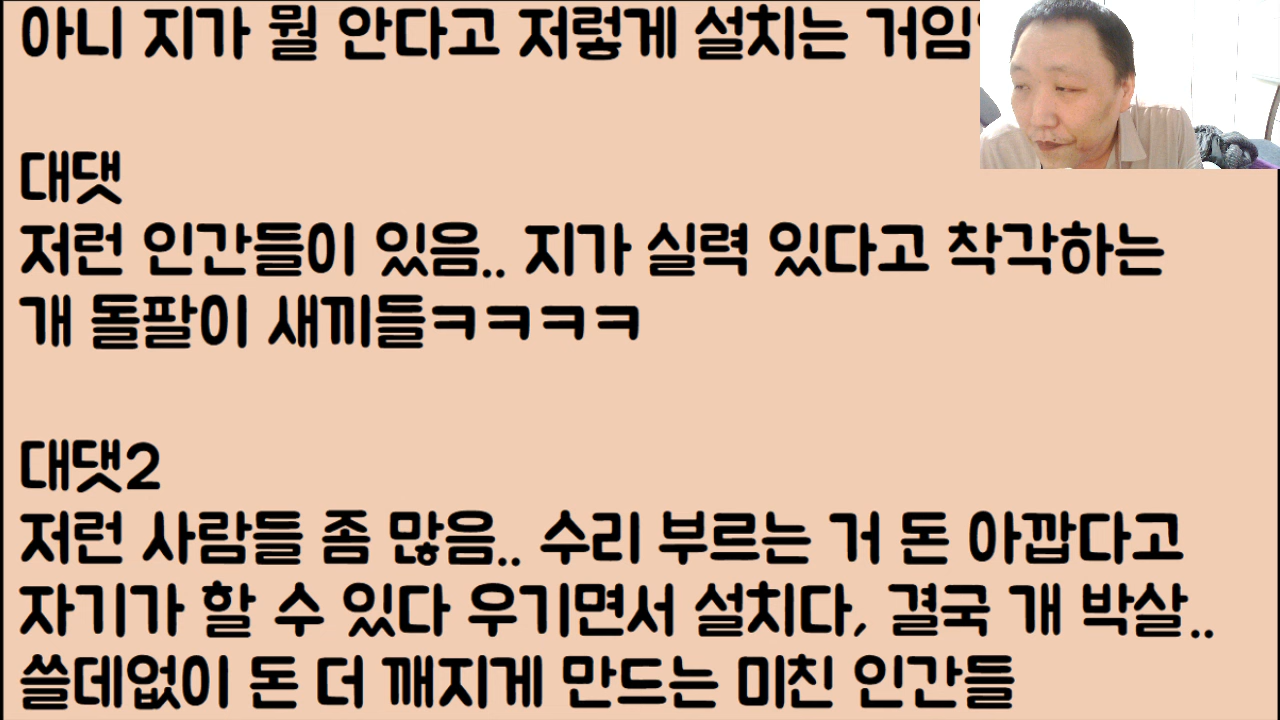 아니 지가 뭘 안다고 저렇게 설치는 거임
대댓
저런 인간들이 있음.. 지가 실력 있다고 착각하는
개 돌팔이 새끼들ㅋㅋㅋㅋ
대댓2
저런 사람들 좀 많음.. 수리 부르는 거 돈 아깝다고
자기가 할 수 있다 우기면서 설치다, 결국 개 박살..
쓸데없이 돈 더 깨지게 만드는 미친 인간들